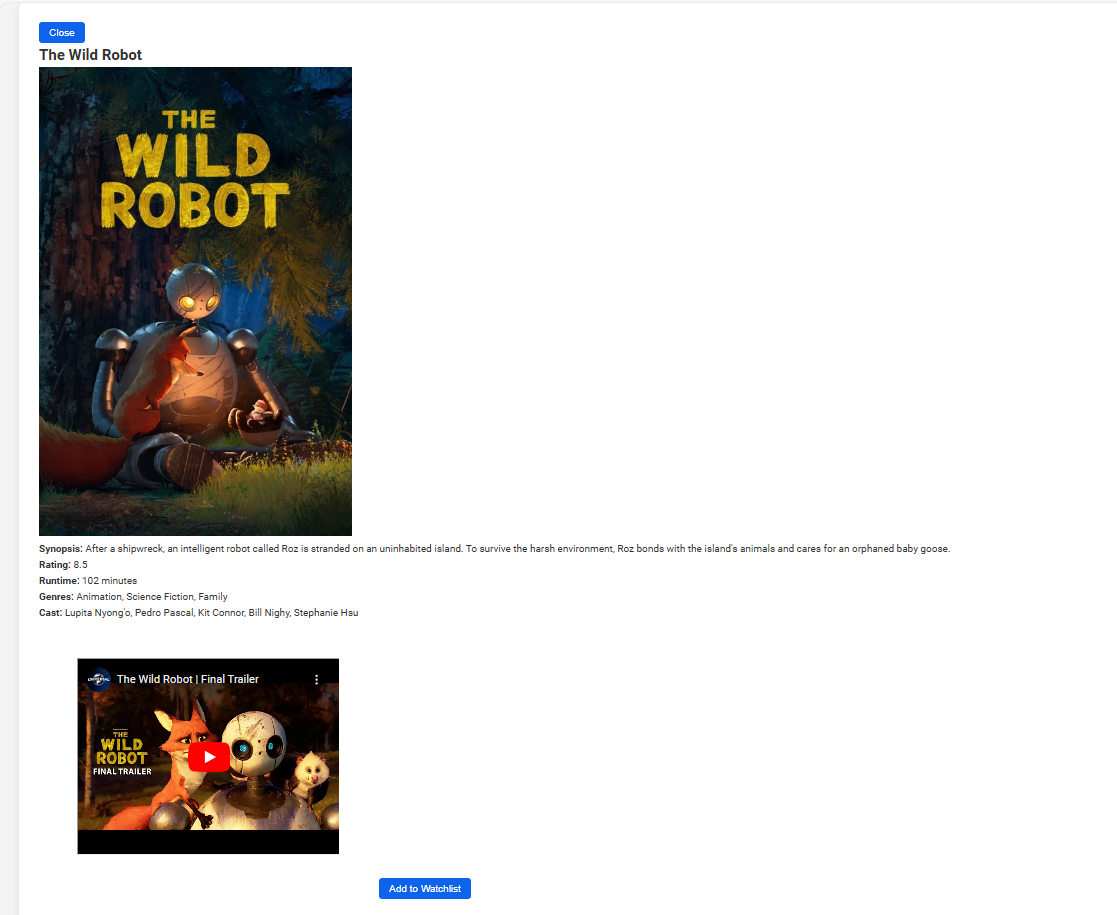 Close
The Wild Robot
THE
WILD
ROBOT
Synopsis: After a shipwreck, an intelligent robot called Roz is stranded on an uninhabited island. To survive the harsh environment, Roz bonds with the island's animals and cares for an orphaned baby goose.
Rating: 8.5
Runtime: 102 minutes
Genres: Animation, Science Fiction, Family
Cast: Lupita Nyong'o, Pedro Pascal, Kit Connor, Bill Nighy, Stephanie Hsu
UNIVERSAL
The Wild Robot | Final Trailer
THE
WILD
ROBOT
FINAL TRAILER
Add to Watchlist